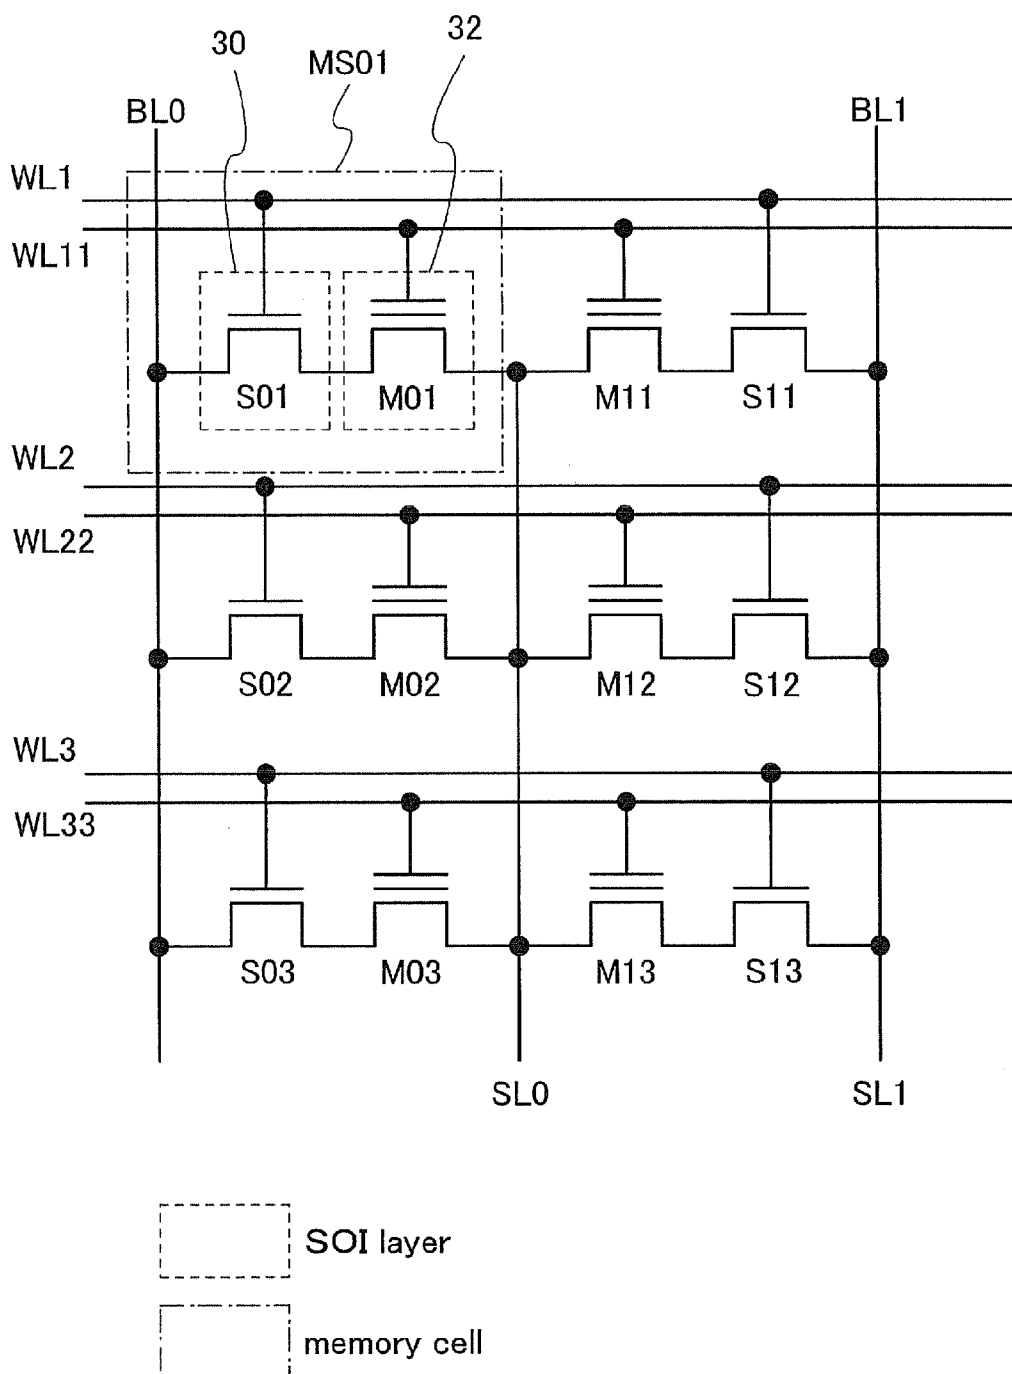 30
32
MS01
BL0
BL1
WL1
WL11
S01
M01
M11
S11
WL2
WL22
S02
M02
M12
S12
WL3
WL33
S03
M03
M13
S13
SL0
SL1
SOI layer
memory cell